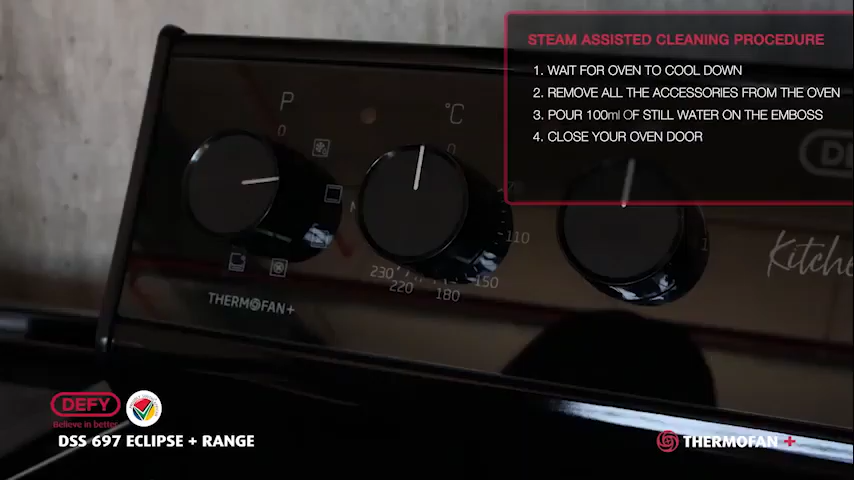 STEAM ASSISTED CLEANING PROCEDURE
1. WAIT FOR OVEN TO COOL DOWN
2. REMOVE ALL THE ACCESSORIES FROM THE OVEN
3. POUR 100ml OF STILL WATER ON THE EMBOSS
4. CLOSE YOUR OVEN DOOR
P
0
°C
0
110
150
180
220
230
1
THERMOFAN+
DEFY
Believe in better
DSS 697 ECLIPSE + RANGE
THERMOFAN +